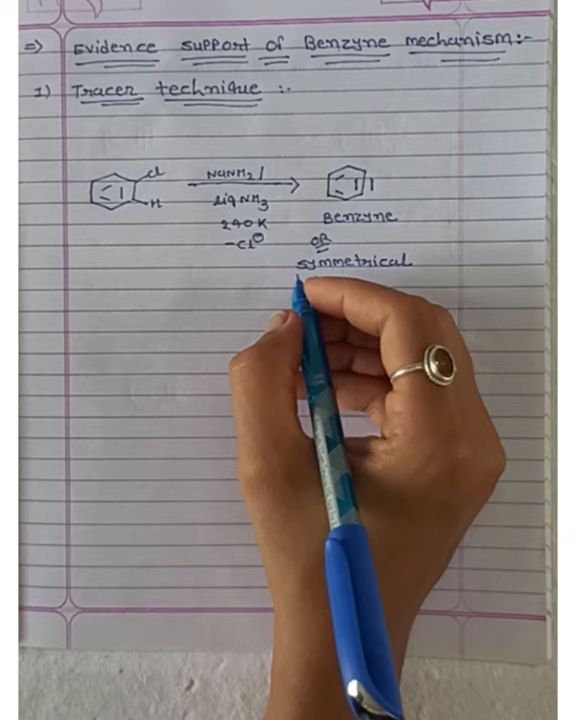 => Evidence support of Benzyne mechanism:-
1) Tracer technique :-
Cl
H
NaNH2 /
liq NH3
240 K
-Cl⊖
Benzyne
OR
symmetrical